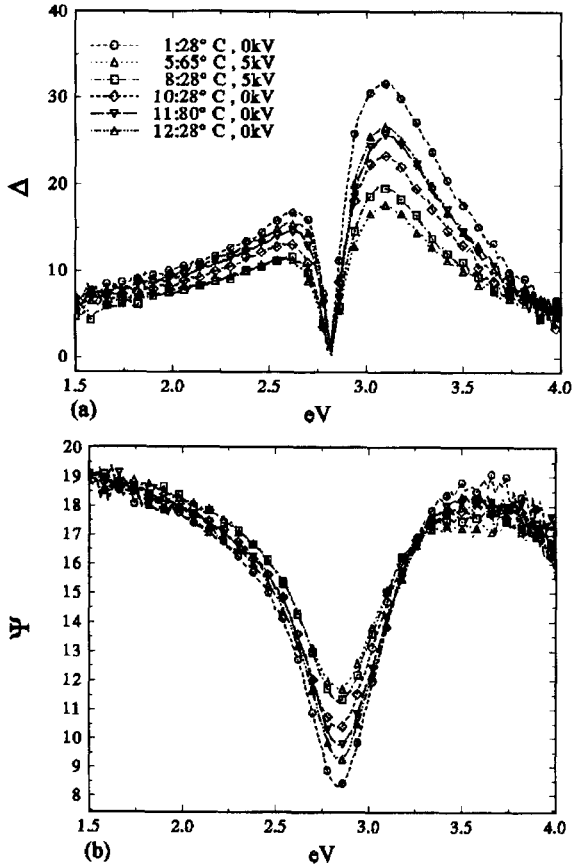 40
30
20
10
0
Δ
1:28° C , 0kV
5:65° C , 5kV
8:28° C , 5kV
10:28° C , 0kV
11:80° C , 0kV
12:28° C , 0kV
1.5 2.0 2.5 3.0 3.5 4.0
(a) eV
20
19
18
17
16
15
14
13
12
11
10
9
8
Ψ
1.5 2.0 2.5 3.0 3.5 4.0
(b) eV